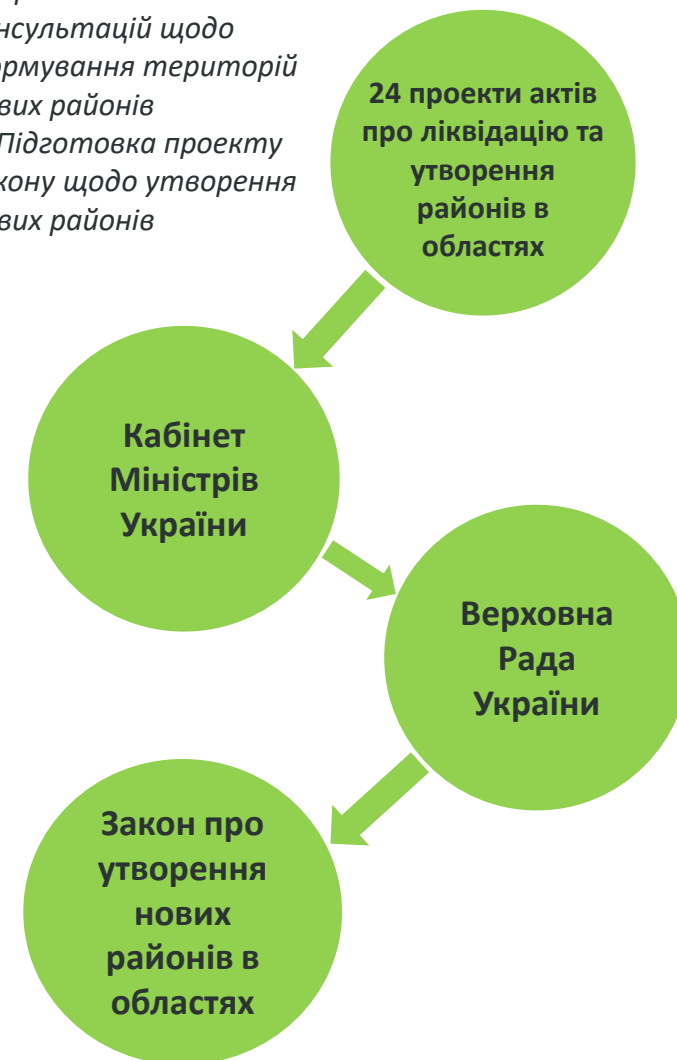 нсультацій щодо
рмування територій
вих районів
Підготовка проекту
кону щодо утворення
вих районів
24 проекти актів
про ліквідацію та
утворення
районів в
областях
Кабінет
Міністрів
України
Верховна
Рада
України
Закон про
утворення
нових
районів в
областях